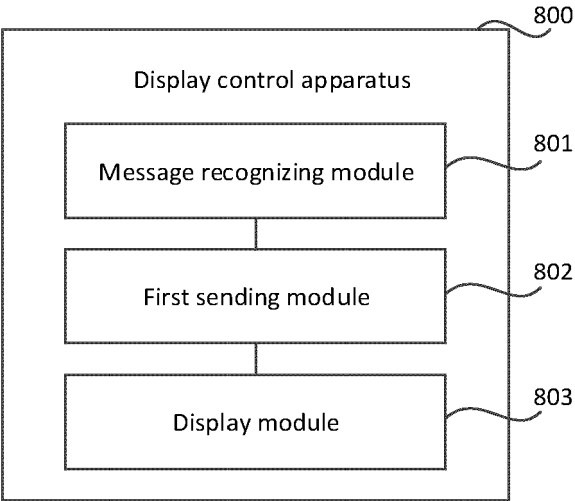 800
Display control apparatus
801
Message recognizing module
802
First sending module
803
Display module